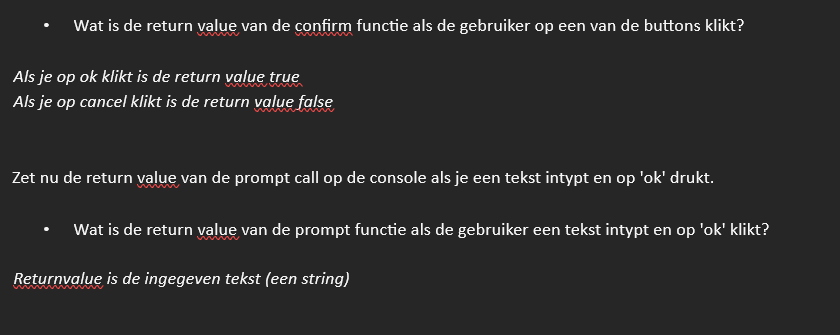 • Wat is de return value van de confirm functie als de gebruiker op een van de buttons klikt?
Als je op ok klikt is de return value true
Als je op cancel klikt is de return value false
Zet nu de return value van de prompt call op de console als je een tekst intypt en op 'ok' drukt.
• Wat is de return value van de prompt functie als de gebruiker een tekst intypt en op 'ok' klikt?
Returnvalue is de ingegeven tekst (een string)